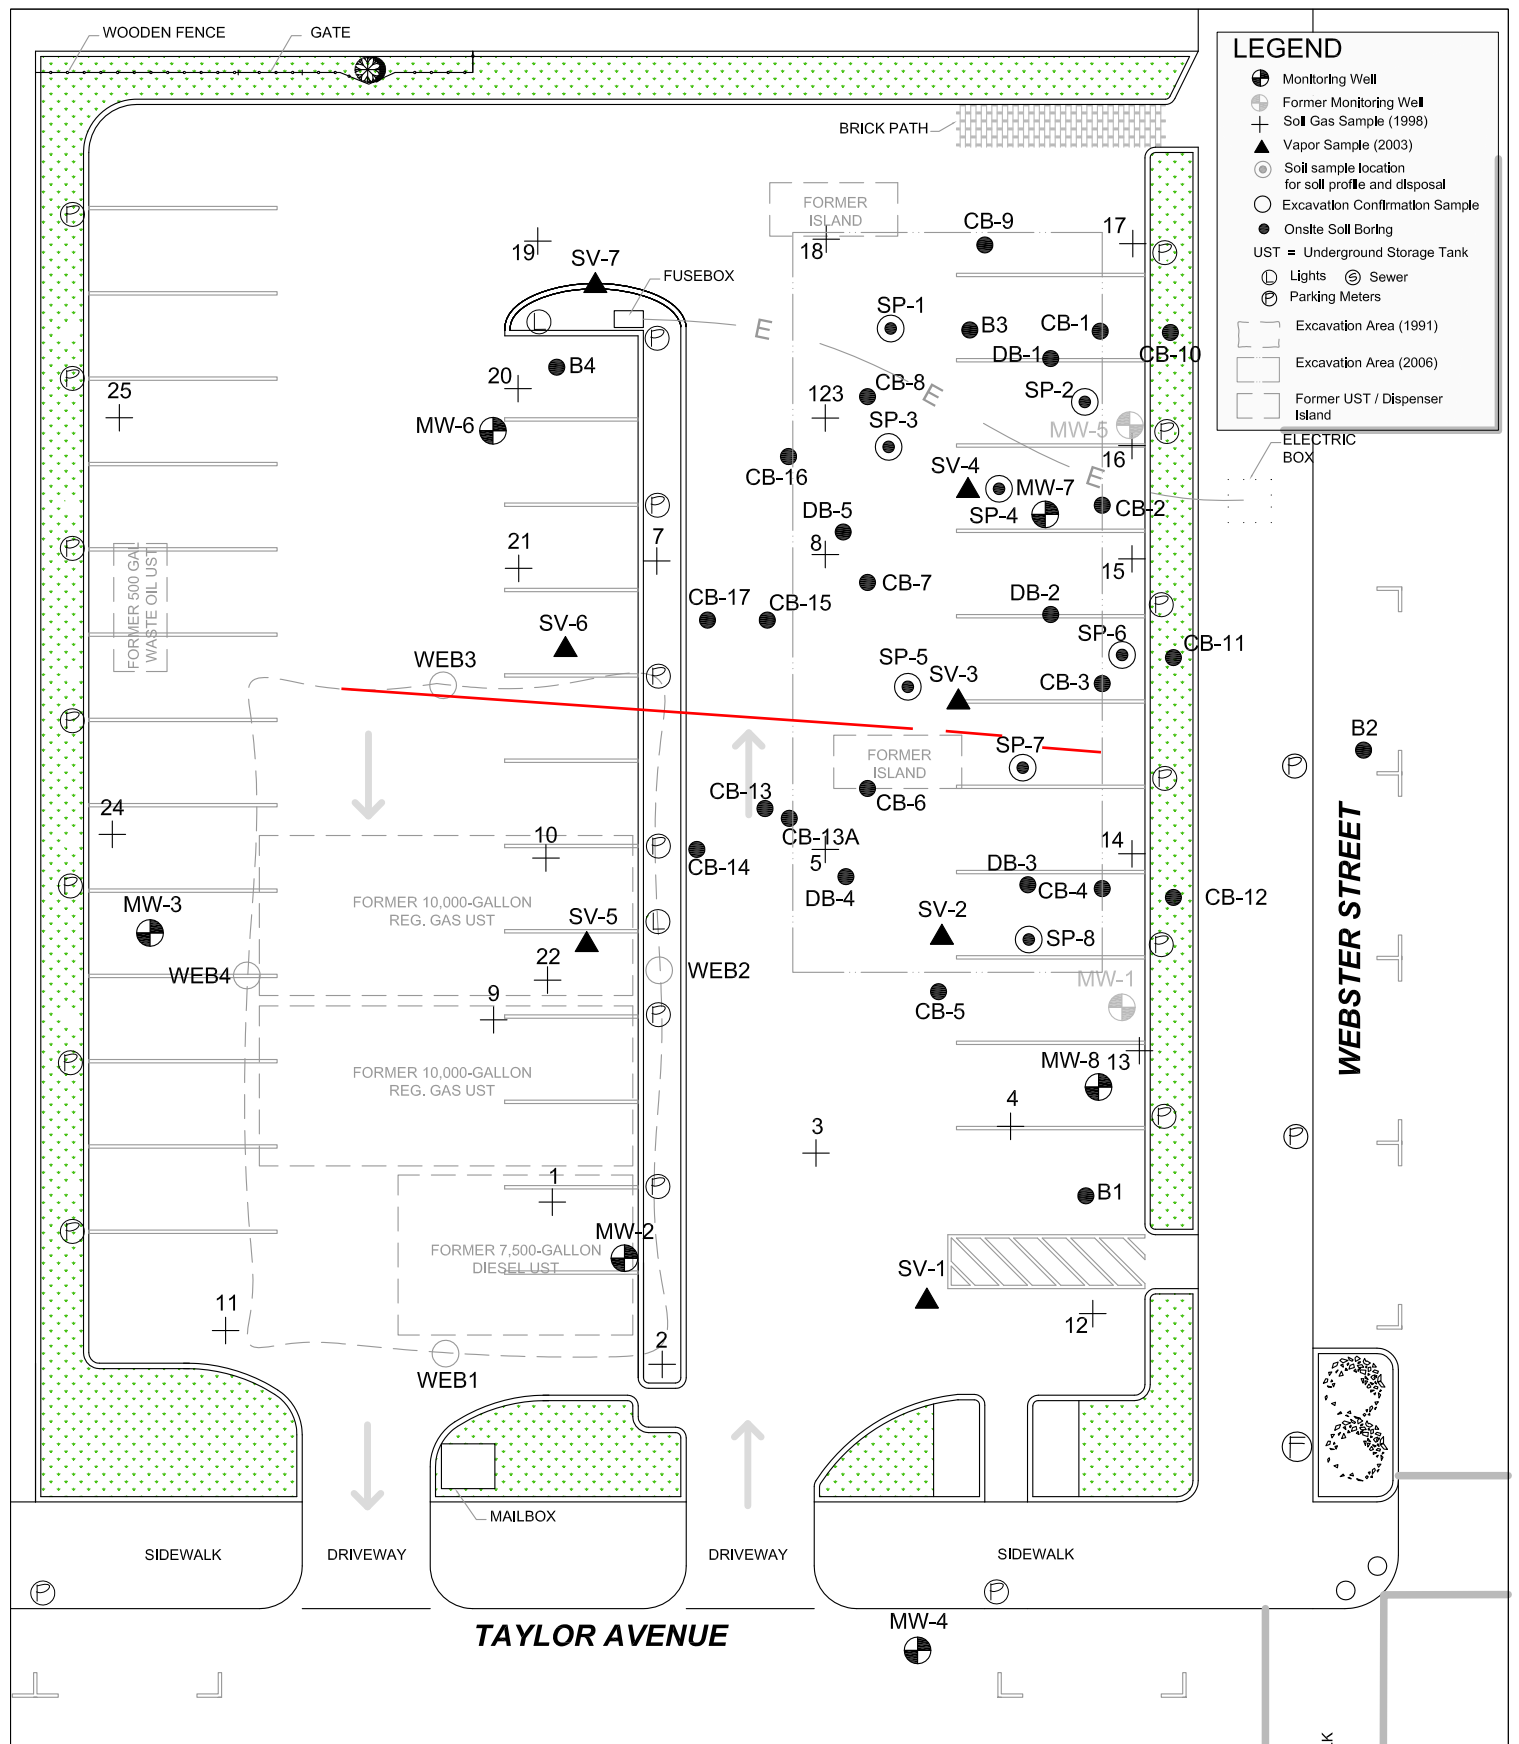 WOODEN FENCE
GATE
LEGEND
Monitoring Well
Former Monitoring Well
Soil Gas Sample (1998)
Vapor Sample (2003)
Soil sample location
for soil profile and disposal
Excavation Confirmation Sample
Onsite Soil Boring
UST = Underground Storage Tank
L Lights S Sewer
P Parking Meters
Excavation Area (1991)
Excavation Area (2006)
Former UST / Dispenser
Island
BRICK PATH
FORMER
ISLAND
CB-9
17
19
18
SV-7
FUSEBOX
SP-1
B3
CB-1
DB-1
CB-10
E
L
B4
20
25
CB-8
E
SP-2
123
MW-6
SP-3
MW-5
16
ELECTRIC
BOX
CB-16
SV-4
MW-7
SP-4
E
CB-2
DB-5
8
7
21
15
FORMER 500 GAL
WASTE OIL UST
CB-7
CB-17
CB-15
DB-2
SV-6
SP-6
CB-11
WEB3
SP-5
SV-3
CB-3
B2
SP-7
FORMER
ISLAND
CB-13
CB-6
24
10
CB-13A
14
CB-14
5
DB-4
DB-3
CB-4
CB-12
MW-3
FORMER 10,000-GALLON
REG. GAS UST
SV-5
L
SV-2
SP-8
WEB4
22
WEB2
MW-1
9
CB-5
WEBSTER STREET
FORMER 10,000-GALLON
REG. GAS UST
MW-8
13
4
3
1
B1
MW-2
FORMER 7,500-GALLON
DIESEL UST
SV-1
11
12
2
WEB1
F
MAILBOX
SIDEWALK
DRIVEWAY
DRIVEWAY
SIDEWALK
P
P
TAYLOR AVENUE
MW-4
K